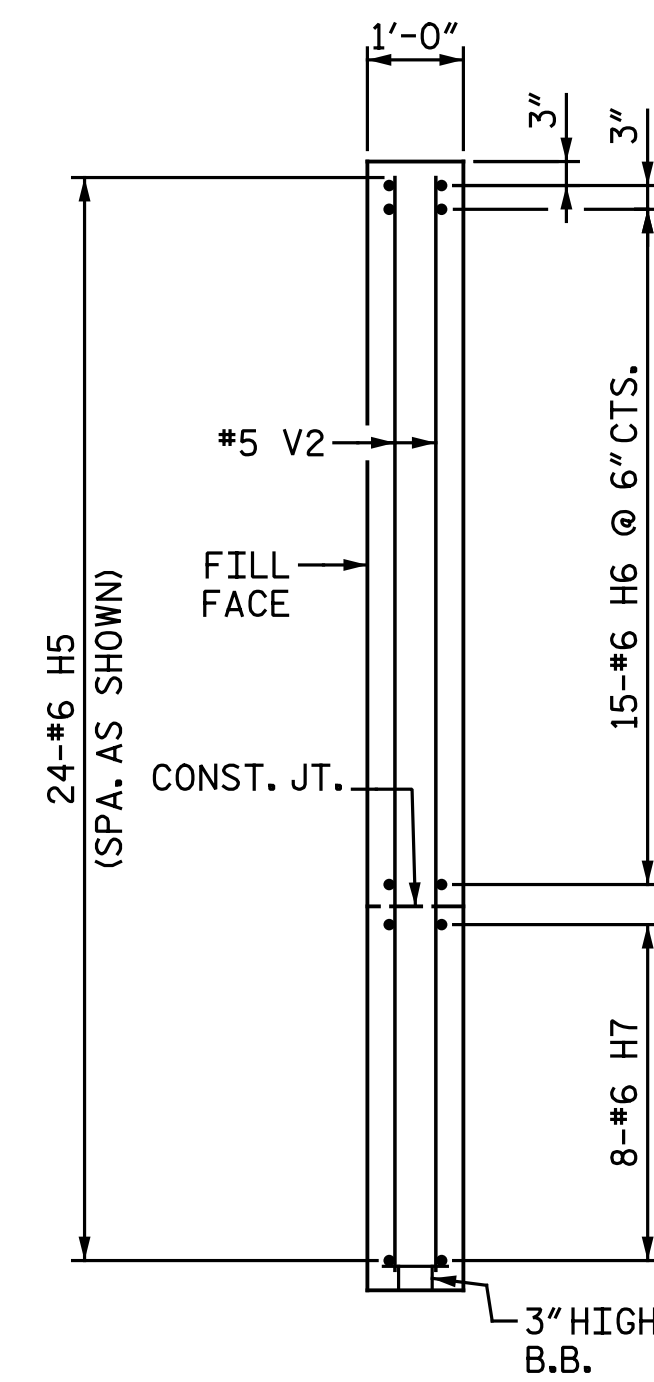 1'-0"
3"
3"
#5 V2
15-#6 H6 @ 6"CTS.
FILL
FACE
24-#6 H5
(SPA. AS SHOWN)
CONST. JT.
8-#6 H7
3"HIGH
B.B.